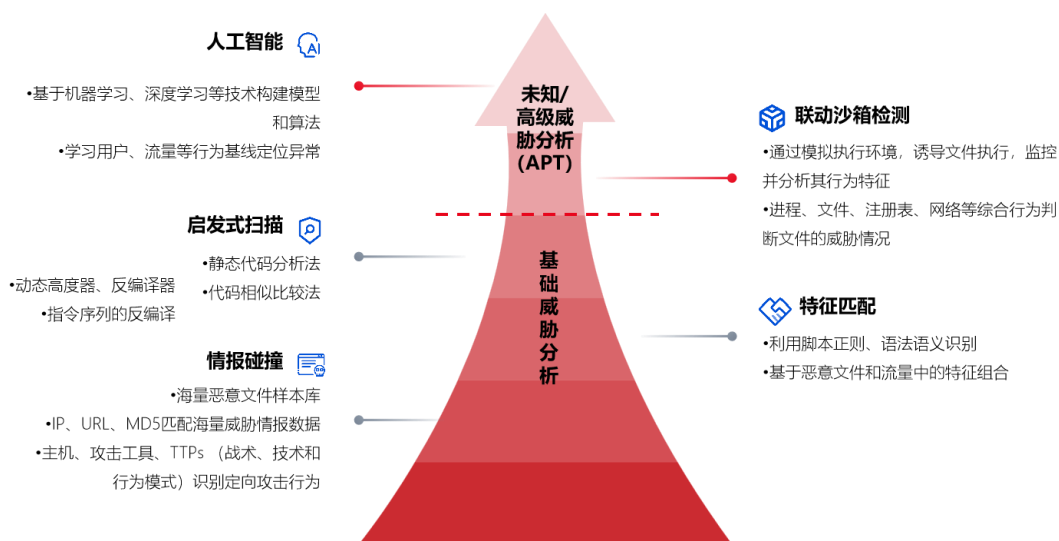 人工智能
•基于机器学习、深度学习等技术构建模型
和算法
•学习用户、流量等行为基线定位异常
启发式扫描
•静态代码分析法
•代码相似比较法
•动态高度器、反编译器
•指令序列的反编译
情报碰撞
•海量恶意文件样本库
•IP、URL、MD5匹配海量威胁情报数据
•主机、攻击工具、TTPs （战术、技术和
行为模式）识别定向攻击行为
未知/
高级威
胁分析
(APT)
基
础
威
胁
分
析
联动沙箱检测
•通过模拟执行环境，诱导文件执行，监控
并分析其行为特征
•进程、文件、注册表、网络等综合行为判
断文件的威胁情况
特征匹配
•利用脚本正则、语法语义识别
•基于恶意文件和流量中的特征组合
AI